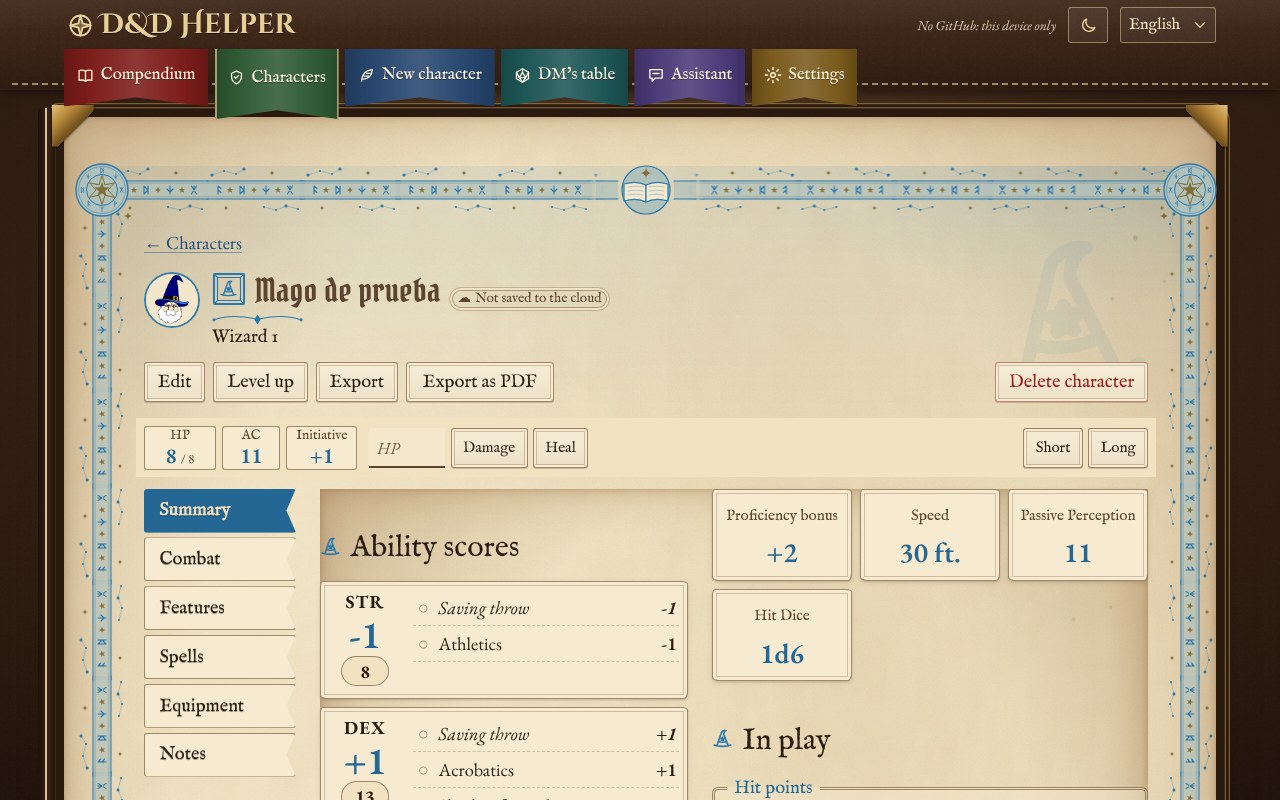 D&D HELPER
No GitHub: this device only
English
Compendium
Characters
New character
DM's table
Assistant
Settings
← Characters
Mago de prueba
☁ Not saved to the cloud
Wizard 1
Edit
Level up
Export
Export as PDF
Delete character
HP
8 / 8
AC
11
Initiative
+1
HP
Damage
Heal
Short
Long
Summary
Combat
Features
Spells
Equipment
Notes
Ability scores
STR
-1
8
Saving throw -1
Athletics -1
DEX
+1
13
Saving throw +1
Acrobatics +1
Proficiency bonus
+2
Speed
30 ft.
Passive Perception
11
Hit Dice
1d6
In play
Hit points